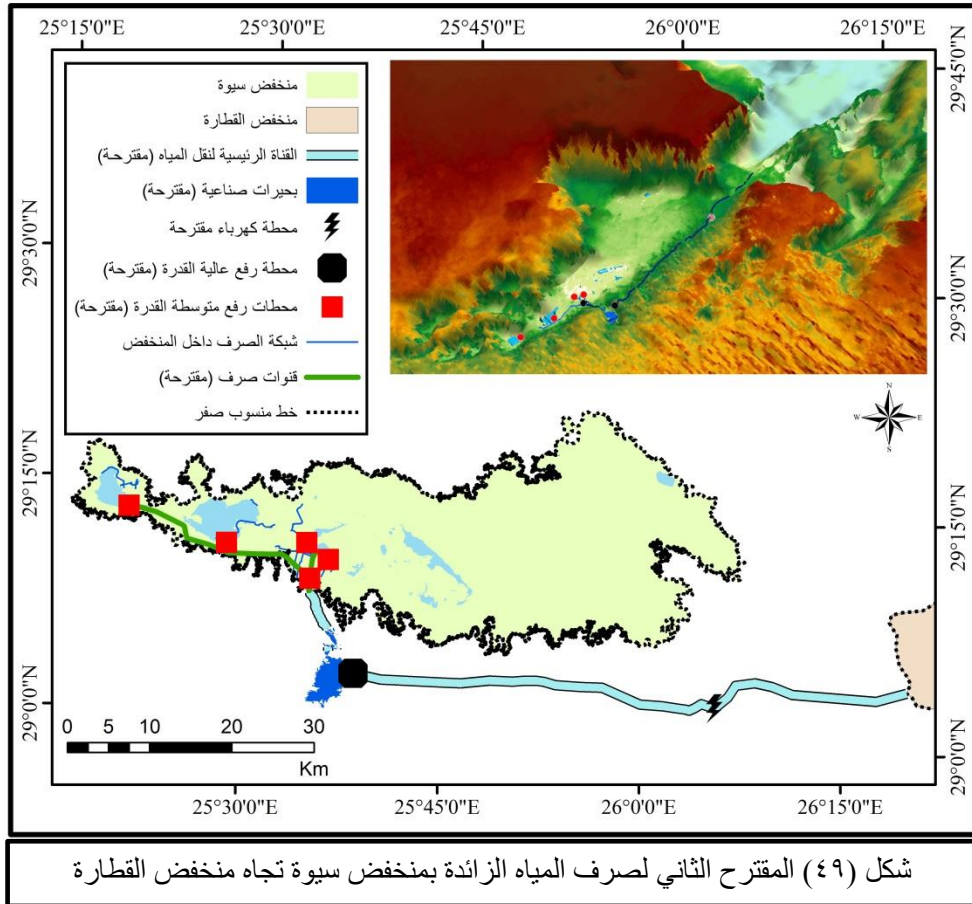 25°15'0"E 25°30'0"E 25°45'0"E 26°0'0"E 26°15'0"E
29°45'0"N
29°30'0"N
29°30'0"N
29°15'0"N
29°15'0"N
29°0'0"N
29°0'0"N
منخفض سيوة
منخفض القطارة
القناة الرئيسية لنقل المياه (مقترحة)
بحيرات صناعية (مقترحة)
محطة كهرباء مقترحة
محطة رفع عالية القدرة (مقترحة)
محطات رفع متوسطة القدرة (مقترحة)
شبكة الصرف داخل المنخفض
قنوات صرف (مقترحة)
خط منسوب صفر
N
W E
S
0 5 10 20 30
Km
25°30'0"E 25°45'0"E 26°0'0"E 26°15'0"E
شكل (٤٩) المقترح الثاني لصرف المياه الزائدة بمنخفض سيوة تجاه منخفض القطارة